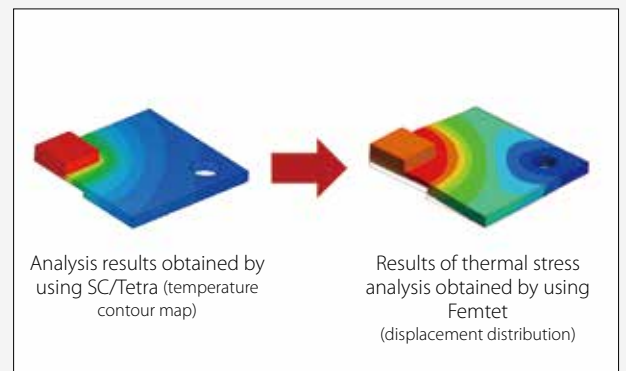 Analysis results obtained by
using SC/Tetra (temperature
contour map)
Results of thermal stress
analysis obtained by using
Femtet
(displacement distribution)